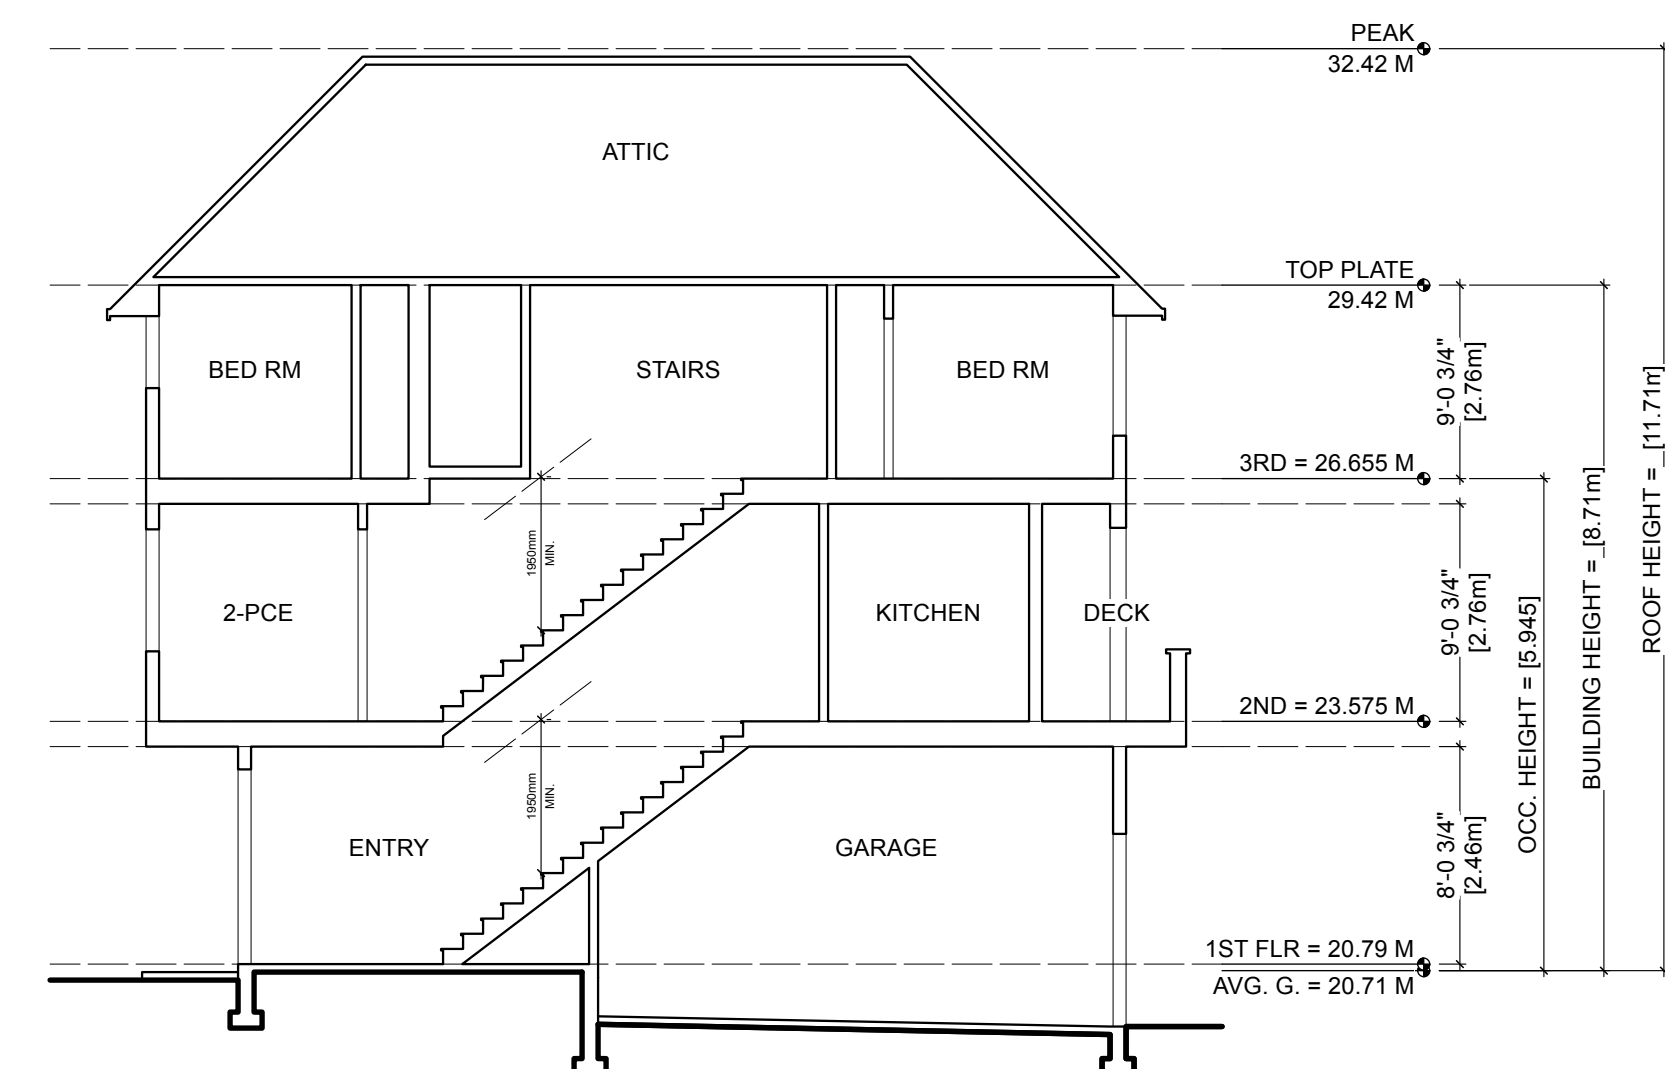 PEAK
32.42 M
ATTIC
TOP PLATE
29.42 M
BED RM
STAIRS
BED RM
9'-0 3/4"
[2.76m]
3RD = 26.655 M
1950mm
MIN.
2-PCE
KITCHEN
DECK
9'-0 3/4"
[2.76m]
2ND = 23.575 M
1950mm
MIN.
ENTRY
GARAGE
8'-0 3/4"
[2.46m]
1ST FLR = 20.79 M
AVG. G. = 20.71 M
OCC. HEIGHT = [5.945]
BUILDING HEIGHT = _[8.71m]
ROOF HEIGHT = _[11.71m]